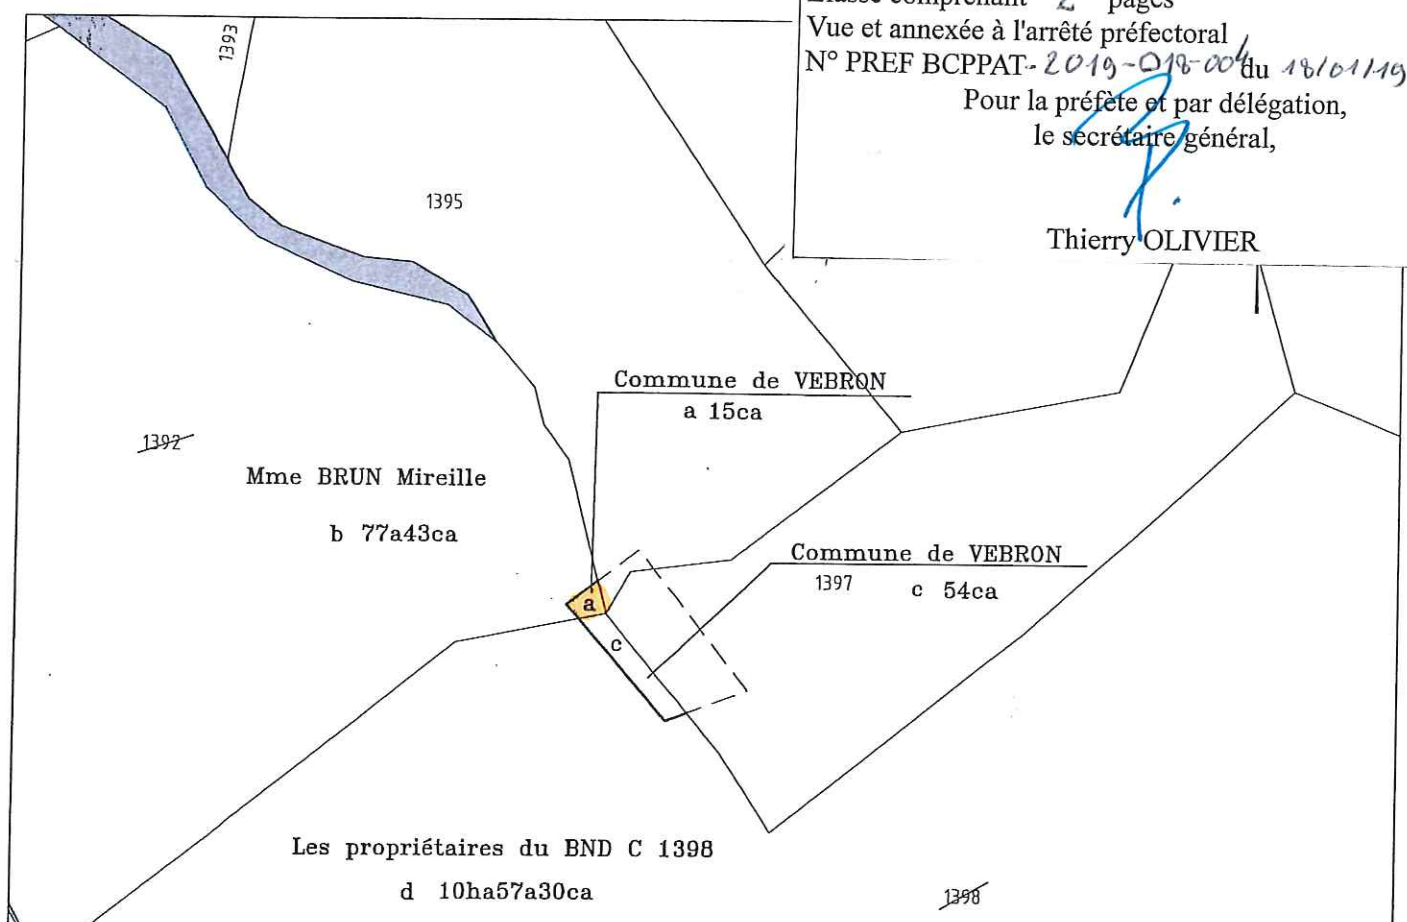 Liasse comprenant 2 pages
Vue et annexée à l'arrêté préfectoral
N° PREF BCPPAT- 2019-018-004 du 18/01/19
Pour la préfète et par délégation,
le secrétaire général,
Thierry OLIVIER
1393
1395
Commune de VEBRON
a 15ca
1392
Mme BRUN Mireille
b 77a43ca
Commune de VEBRON
1397 c 54ca
a
c
Les propriétaires du BND C 1398
d 10ha57a30ca
1398